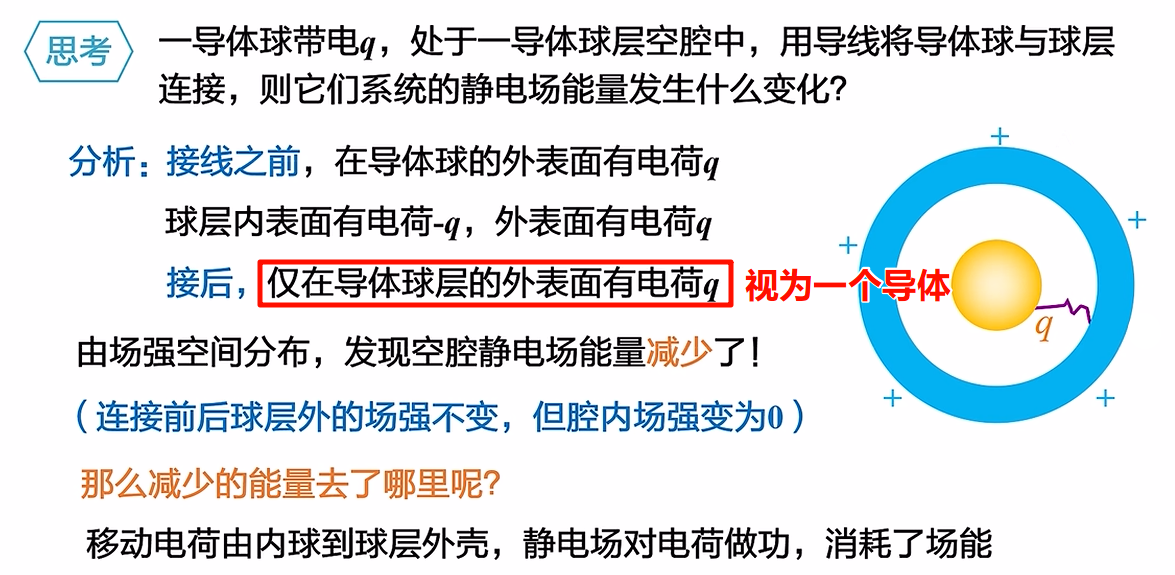 思考
一导体球带电q，处于一导体球层空腔中，用导线将导体球与球层
连接，则它们系统的静电场能量发生什么变化？
分析：接线之前，在导体球的外表面有电荷q
球层内表面有电荷-q，外表面有电荷q
接后，仅在导体球层的外表面有电荷q 视为一个导体
q
由场强空间分布，发现空腔静电场能量减少了！
（连接前后球层外的场强不变，但腔内场强变为0）
那么减少的能量去了哪里呢？
移动电荷由内球到球层外壳，静电场对电荷做功，消耗了场能
+
+
+
+
+